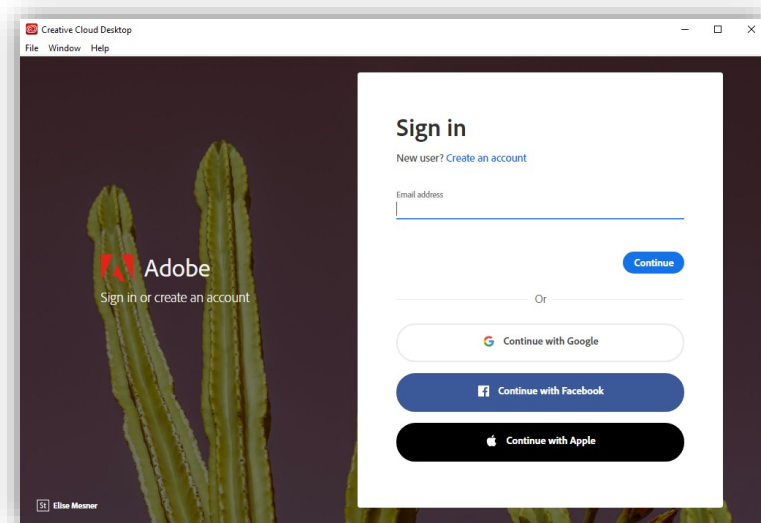 Creative Cloud Desktop
File Window Help
Adobe
Sign in or create an account
Sign in
New user? Create an account
Email address
Continue
Or
Continue with Google
Continue with Facebook
Continue with Apple
St Elise Mesner